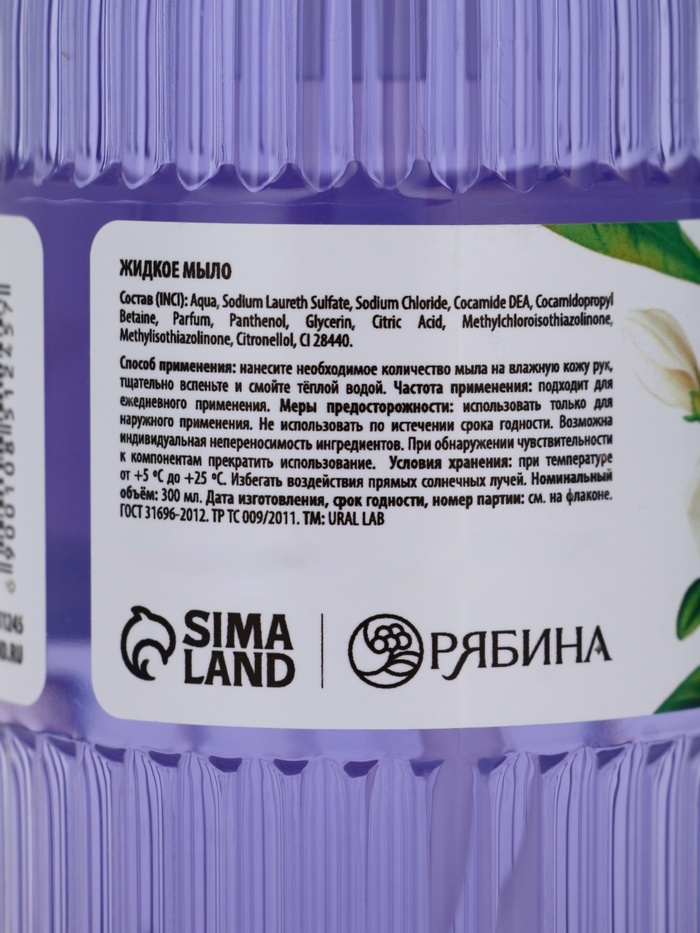 ЖИДКОЕ МЫЛО
Состав (INCI): Aqua, Sodium Laureth Sulfate, Sodium Chloride, Cocamide DEA, Cocamidopropyl
Betaine, Parfum, Panthenol, Glycerin, Citric Acid, Methylchloroisothiazolinone,
Methylisothiazolinone, Citronellol, CI 28440.
Способ применения: нанесите необходимое количество мыла на влажную кожу рук,
тщательно вспеньте и смойте тёплой водой. Частота применения: подходит для
ежедневного применения. Меры предосторожности: использовать только для
наружного применения. Не использовать по истечении срока годности. Возможна
индивидуальная непереносимость ингредиентов. При обнаружении чувствительности
к компонентам прекратить использование. Условия хранения: при температуре
от +5 °С до +25 °С. Избегать воздействия прямых солнечных лучей. Номинальный
объём: 300 мл. Дата изготовления, срок годности, номер партии: см. на флаконе.
ГОСТ 31696-2012. ТР ТС 009/2011. ТМ: URAL LAB
SIMA
LAND
РЯБИНА